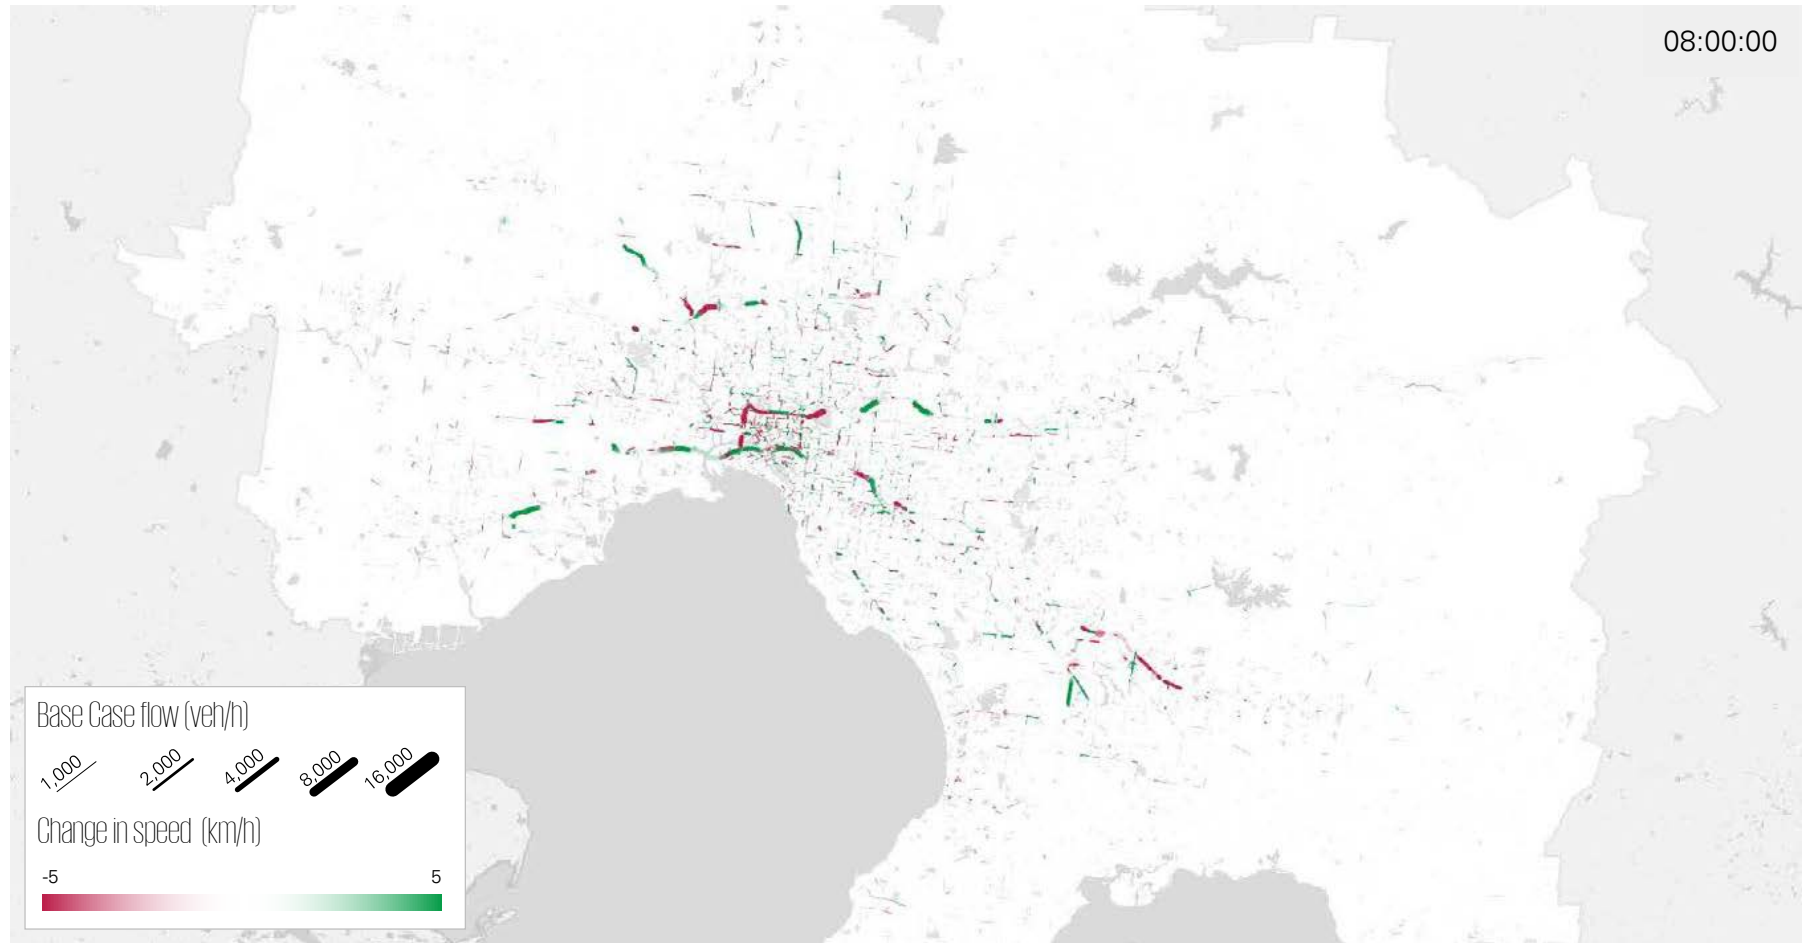 08:00:00
Base Case flow (veh/h)
1,000 2,000 4,000 8,000 16,000
Change in speed (km/h)
-5 5